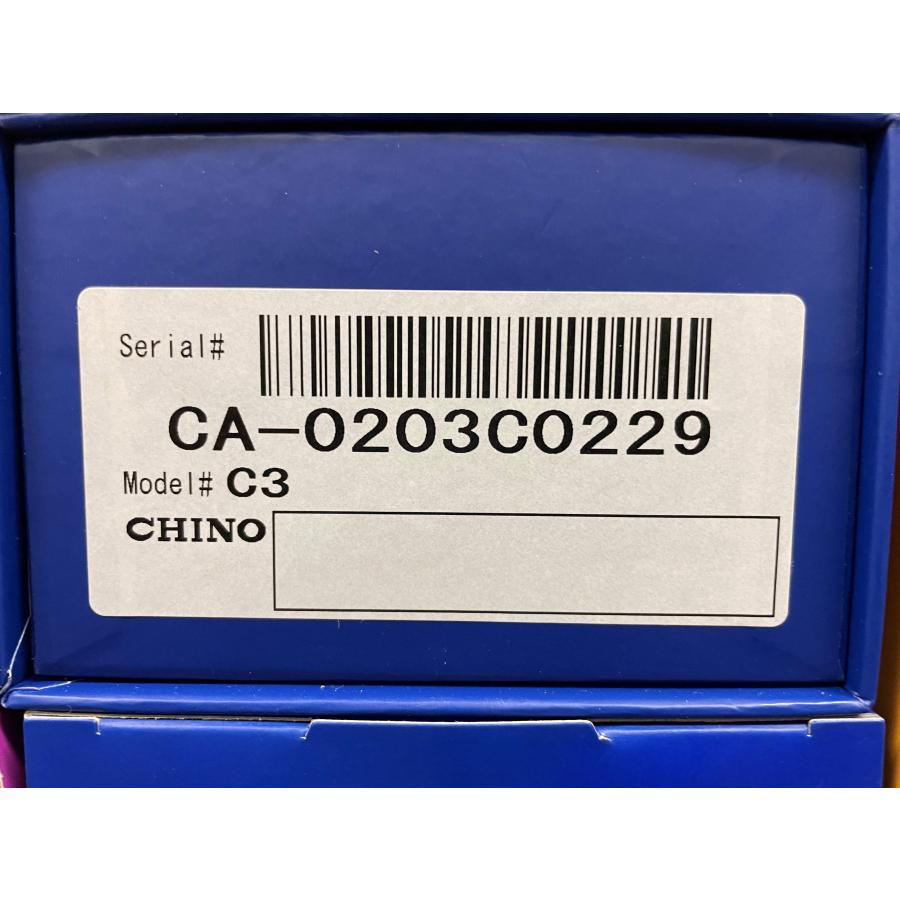 Serial#
CA-0203C0229
Model# C3
CHINO